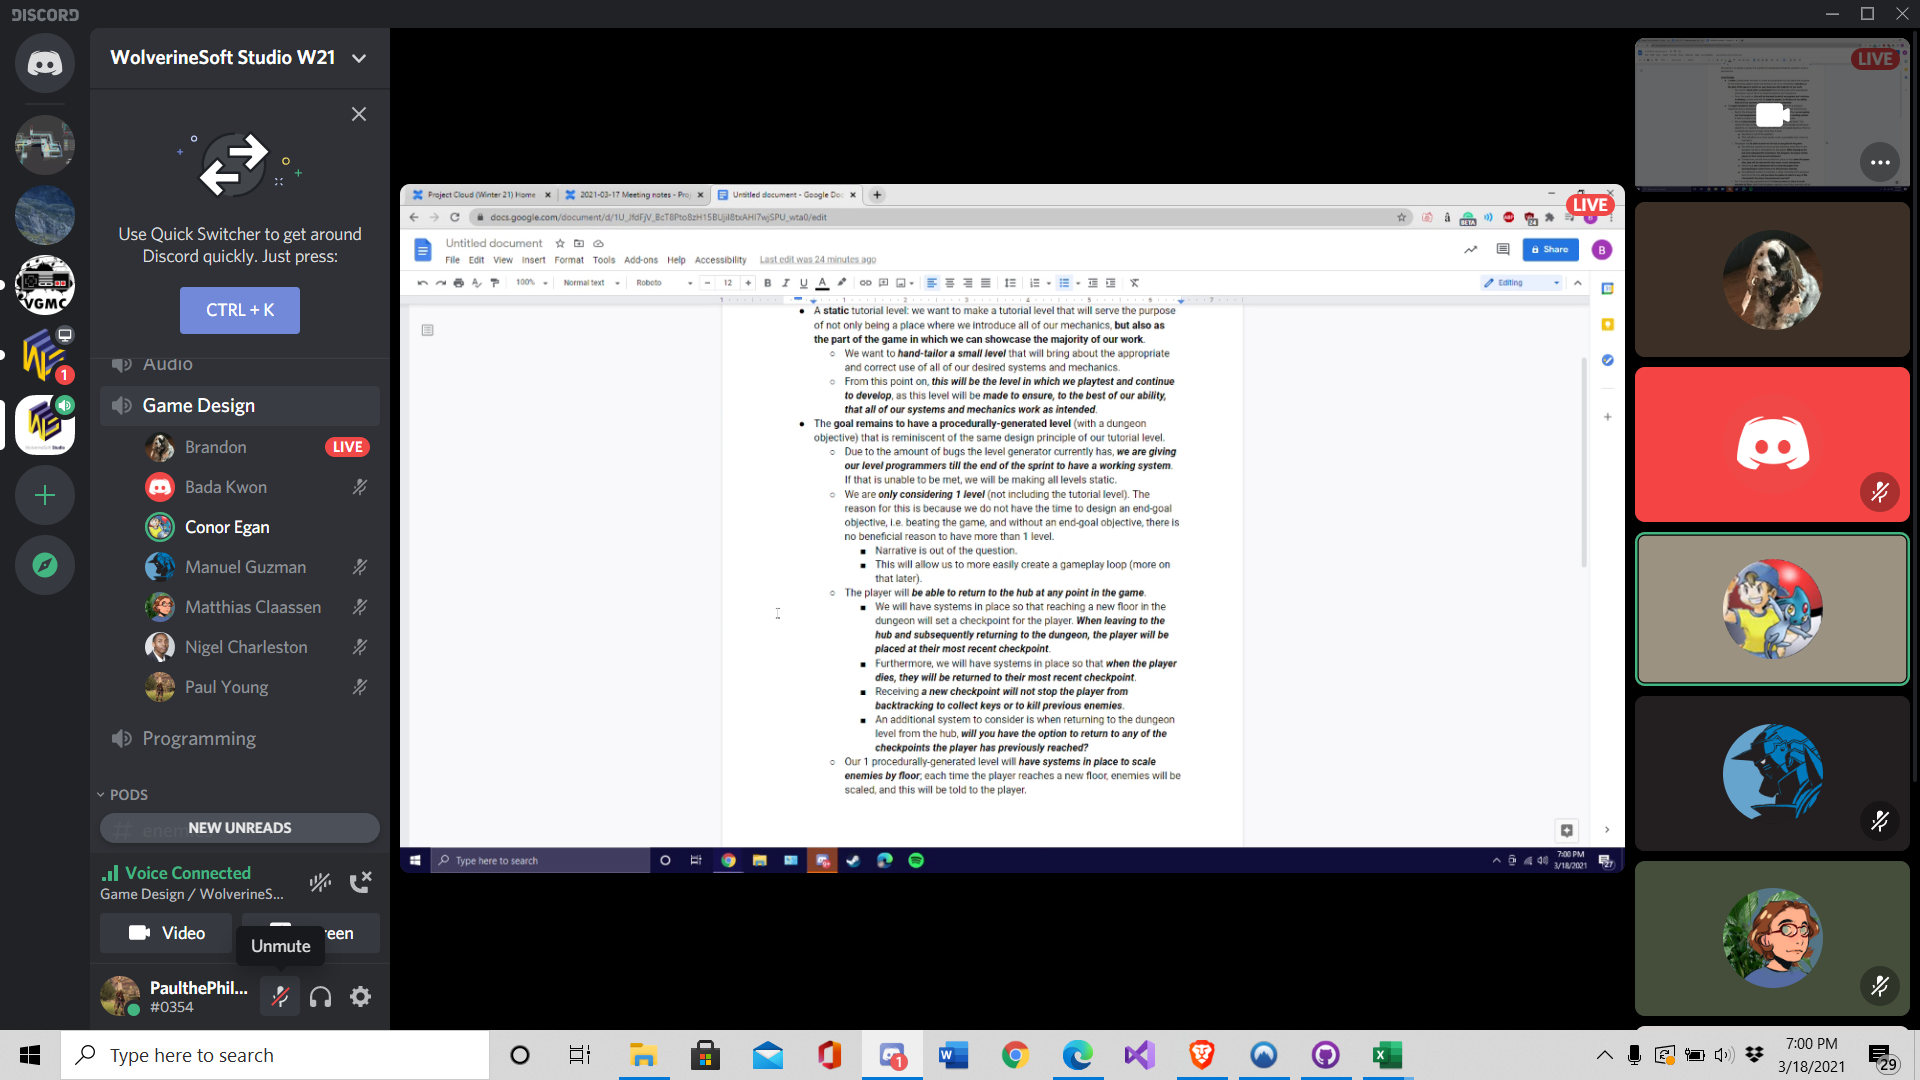 DISCORD
WolverineSoft Studio W21
Use Quick Switcher to get around
Discord quickly. Just press:
CTRL + K
VGMC
1
Audio
Game Design
Brandon
LIVE
Bada Kwon
Conor Egan
Manuel Guzman
Matthias Claassen
Nigel Charleston
Paul Young
Programming
PODS
NEW UNREADS
Voice Connected
Game Design / WolverineS...
Video
Unmute
PaulthePhil...
#0354
Project Cloud (Winter 21) Home
2021-03-17 Meeting notes - Pro
Untitled document - Google Do
LIVE
Untitled document
File Edit View Insert Format Tools Add-ons Help Accessibility Last edit was 24 minutes ago
Share
B
100% Normal text Roboto 12 Editing
A static tutorial level: we want to make a tutorial level that will serve the purpose
of not only being a place where we introduce all of our mechanics, but also as
the part of the game in which we can showcase the majority of our work.
We want to hand-tailor a small level that will bring about the appropriate
and correct use of all of our desired systems and mechanics.
From this point on, this will be the level in which we playtest and continue
to develop, as this level will be made to ensure, to the best of our ability,
that all of our systems and mechanics work as intended.
The goal remains to have a procedurally-generated level (with a dungeon
objective) that is reminiscent of the same design principle of our tutorial level.
Due to the amount of bugs the level generator currently has, we are giving
our level programmers till the end of the sprint to have a working system.
If that is unable to be met, we will be making all levels static.
We are only considering 1 level (not including the tutorial level). The
reason for this is because we do not have the time to design an end-goal
objective, i.e. beating the game, and without an end-goal objective, there is
no beneficial reason to have more than 1 level.
Narrative is out of the question.
This will allow us to more easily create a gameplay loop (more on
that later).
The player will be able to return to the hub at any point in the game.
We will have systems in place so that reaching a new floor in the
dungeon will set a checkpoint for the player. When leaving to the
hub and subsequently returning to the dungeon, the player will be
placed at their most recent checkpoint.
Furthermore, we will have systems in place so that when the player
dies, they will be returned to their most recent checkpoint.
Receiving a new checkpoint will not stop the player from
backtracking to collect keys or to kill previous enemies.
An additional system to consider is when returning to the dungeon
level from the hub, will you have the option to return to any of the
checkpoints the player has previously reached?
Our 1 procedurally-generated level will have systems in place to scale
enemies by floor; each time the player reaches a new floor, enemies will be
scaled, and this will be told to the player.
Type here to search
7:00 PM
3/18/2021
LIVE
Type here to search
1
7:00 PM
3/18/2021
29